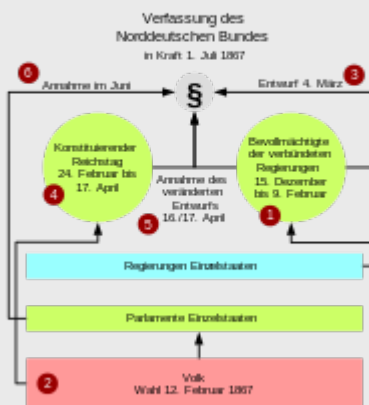 Verfassung des
Norddeutschen Bundes
in Kraft 1. Juli 1867
6
3
Annahme im Juni
Entwurf 4. März
§
Konstituierender
Reichstag
24. Februar bis
17. April
4
Bevollmächtigte
der verbündeten
Regierungen
15. Dezember
bis 9. Februar
1
Annahme des
veränderten
Entwurfs
16./17. April
5
Regierungen Einzelstaaten
Parlamente Einzelstaaten
2
Volk
Wahl 12. Februar 1867